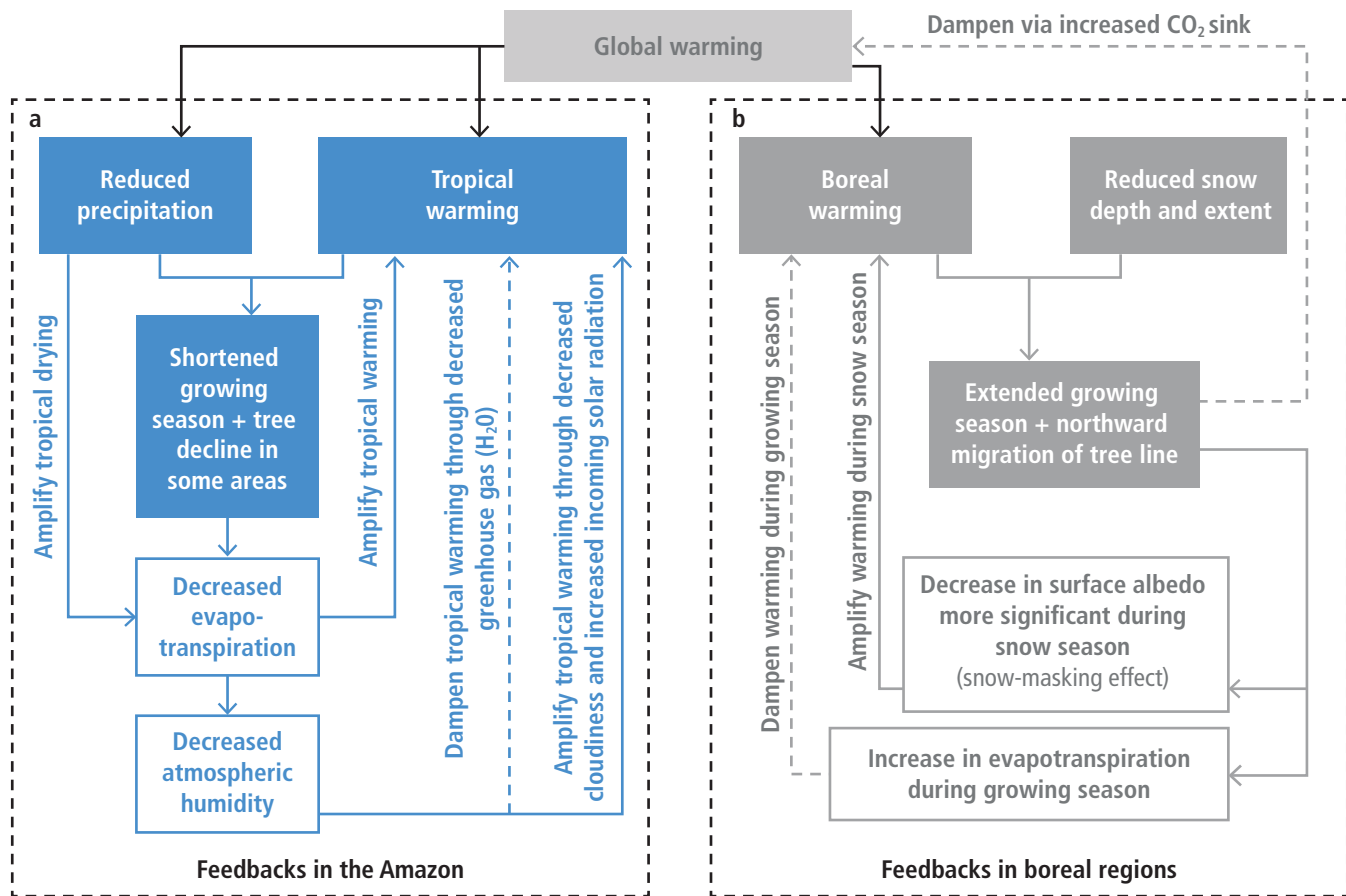 Global warming
Dampen via increased CO₂ sink
a
Reduced
precipitation
Tropical
warming
Amplify tropical drying
Shortened
growing
season + tree
decline in
some areas
Amplify tropical warming
Dampen tropical warming through decreased
greenhouse gas (H₂0)
Amplify tropical warming through decreased
cloudiness and increased incoming solar radiation
Decreased
evapo-
transpiration
Decreased
atmospheric
humidity
Feedbacks in the Amazon
b
Boreal
warming
Reduced snow
depth and extent
Dampen warming during growing season
Amplify warming during snow season
Extended growing
season + northward
migration of tree line
Decrease in surface albedo
more significant during
snow season
(snow-masking effect)
Increase in evapotranspiration
during growing season
Feedbacks in boreal regions